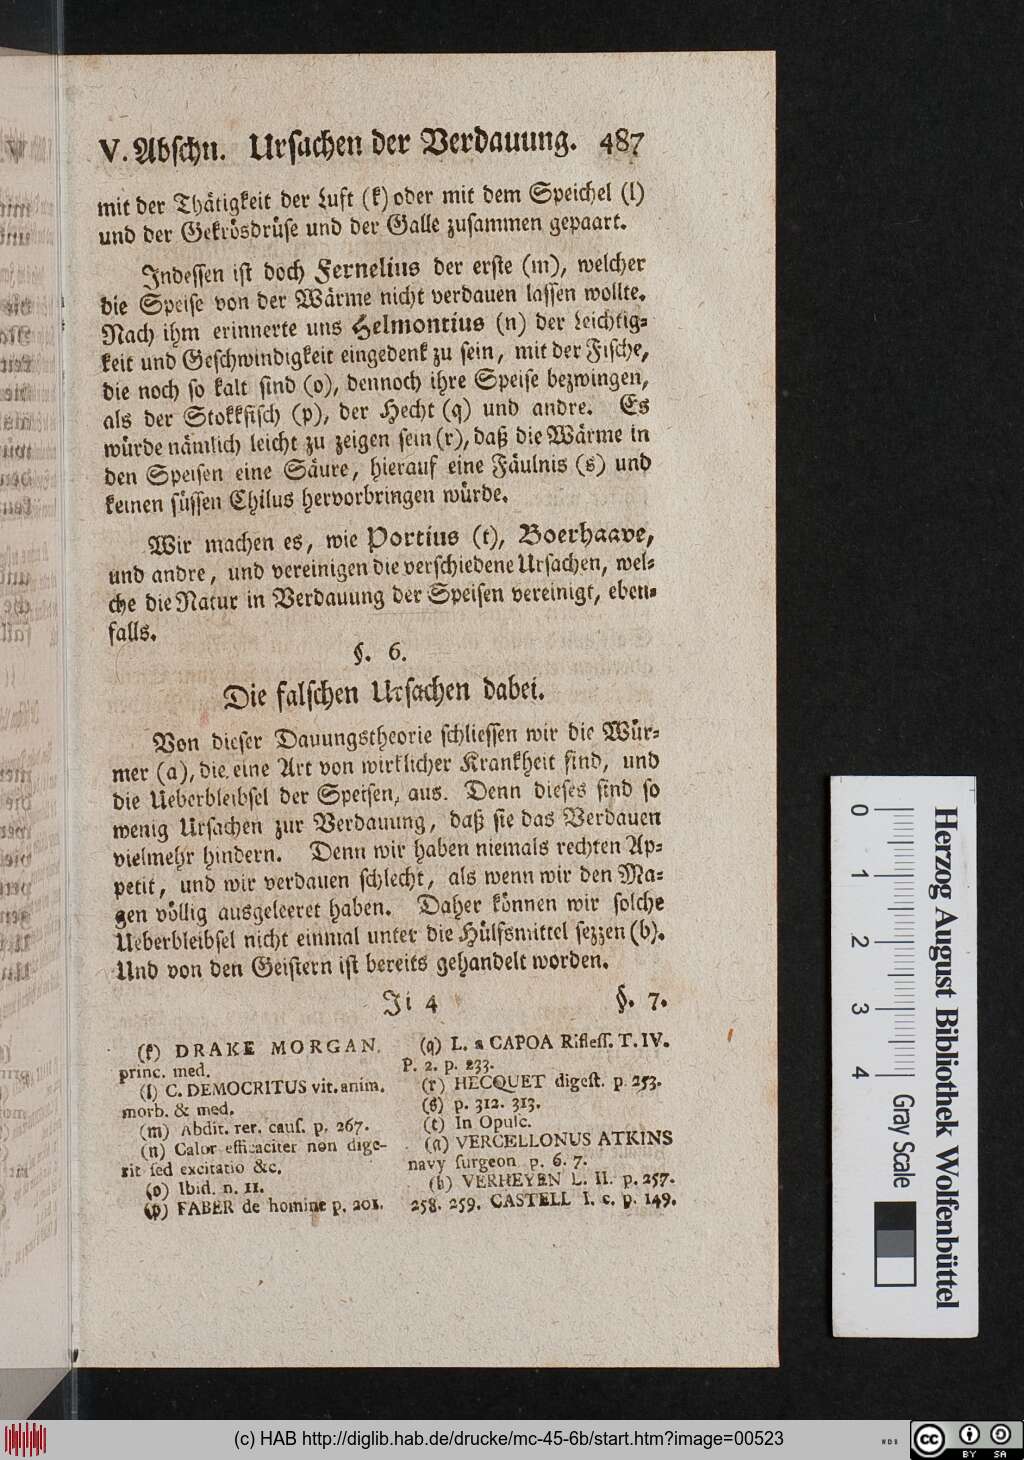 V. Abschn. Ursachen der Verdauung. 487
mit der Thätigkeit der Luft (k) oder mit dem Speichel (l)
und der Gekrösdrüse und der Galle zusammen gepaart.
Indessen ist doch Fernelius der erste (m), welcher
die Speise von der Wärme nicht verdauen lassen wollte.
Nach ihm erinnerte uns Helmontius (n) der Leichtig-
keit und Geschwindigkeit eingedenk zu sein, mit der Fische,
die noch so kalt sind (o), dennoch ihre Speise bezwingen,
als der Stokkfisch (p), der Hecht (q) und andre. Es
würde nämlich leicht zu zeigen sein (r), daß die Wärme in
den Speisen eine Säure, hierauf eine Fäulnis (s) und
keinen süssen Chilus hervorbringen würde.
Wir machen es, wie Portius (t), Boerhaave,
und andre, und vereinigen die verschiedene Ursachen, wel-
che die Natur in Verdauung der Speisen vereinigt, eben-
falls.
§. 6.
Die falschen Ursachen dabei.
Von dieser Dauungstheorie schliessen wir die Wür-
mer (a), die eine Art von wirklicher Krankheit sind, und
die Ueberbleibsel der Speisen, aus. Denn dieses sind so
wenig Ursachen zur Verdauung, daß sie das Verdauen
vielmehr hindern. Denn wir haben niemals rechten Ap-
petit, und wir verdauen schlecht, als wenn wir den Ma-
gen völlig ausgeleeret haben. Daher können wir solche
Ueberbleibsel nicht einmal unter die Hülfsmittel sezzen (b).
Und von den Geistern ist bereits gehandelt worden.
Ji 4 §. 7.
(k) DRAKE MORGAN
princ. med.
(l) C. DEMOCRITUS vit. anim.
morb. & med.
(m) Abdit. rer. caus. p. 267.
(n) Calor efficaciter non dige-
rit sed excitatio &c.
(o) Ibid. n. 11.
(p) FABER de homine p. 201.
(q) L. a CAPOA Rifless. T. IV.
P. 2. p. 233.
(r) HECQUET digest. p. 253.
(s) p. 312. 313.
(t) In Opusc.
(a) VERCELLONUS ATKINS
navy surgeon p. 6. 7.
(b) VERHEYEN L. II. p. 257.
258. 259. CASTELL l. c. p. 149.
0 1 2 3 4
Gray Scale
Herzog August Bibliothek Wolfenbüttel
(c) HAB http://diglib.hab.de/drucke/mc-45-6b/start.htm?image=00523
cc BY SA